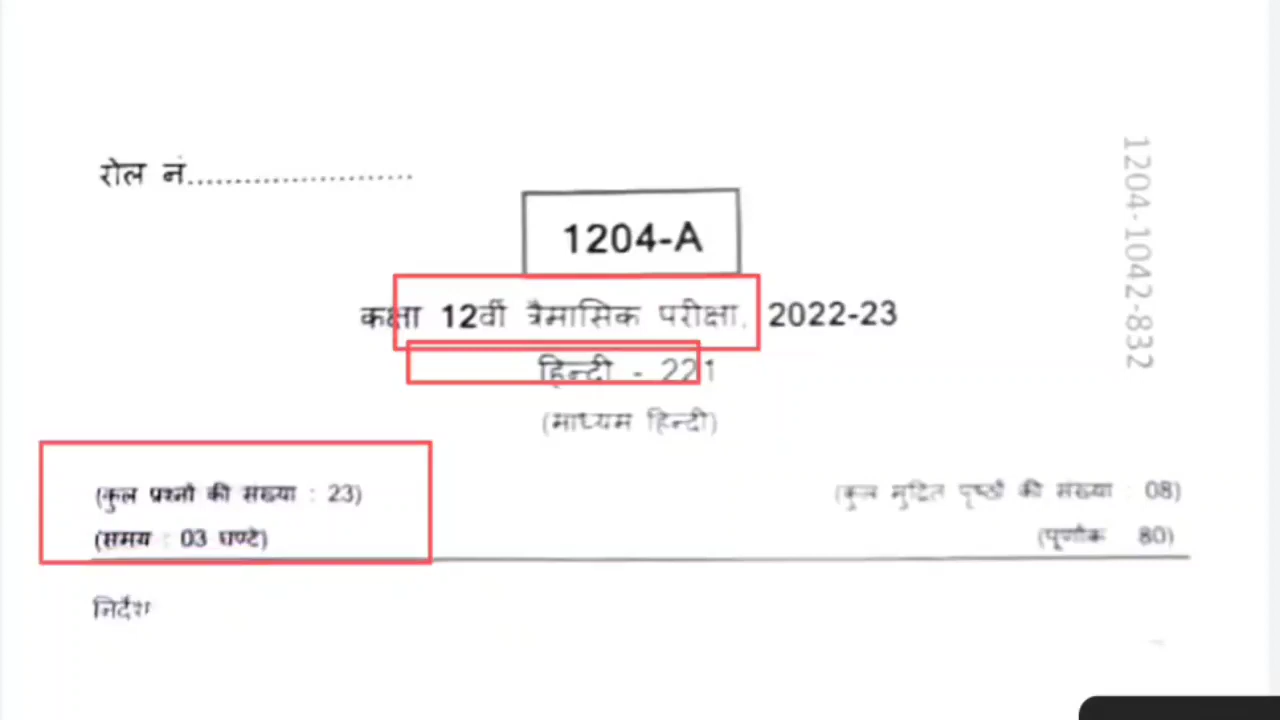 रोल नं........................
1204-A
कक्षा 12वीं त्रैमासिक परीक्षा, 2022-23
हिन्दी - 221
(माध्यम हिन्दी)
(कुल प्रश्नों की संख्या : 23)
(कुल मुद्रित पृष्ठों की संख्या : 08)
(समय : 03 घण्टे)
(पूर्णांक 80)
निर्देश
1204-1042-832